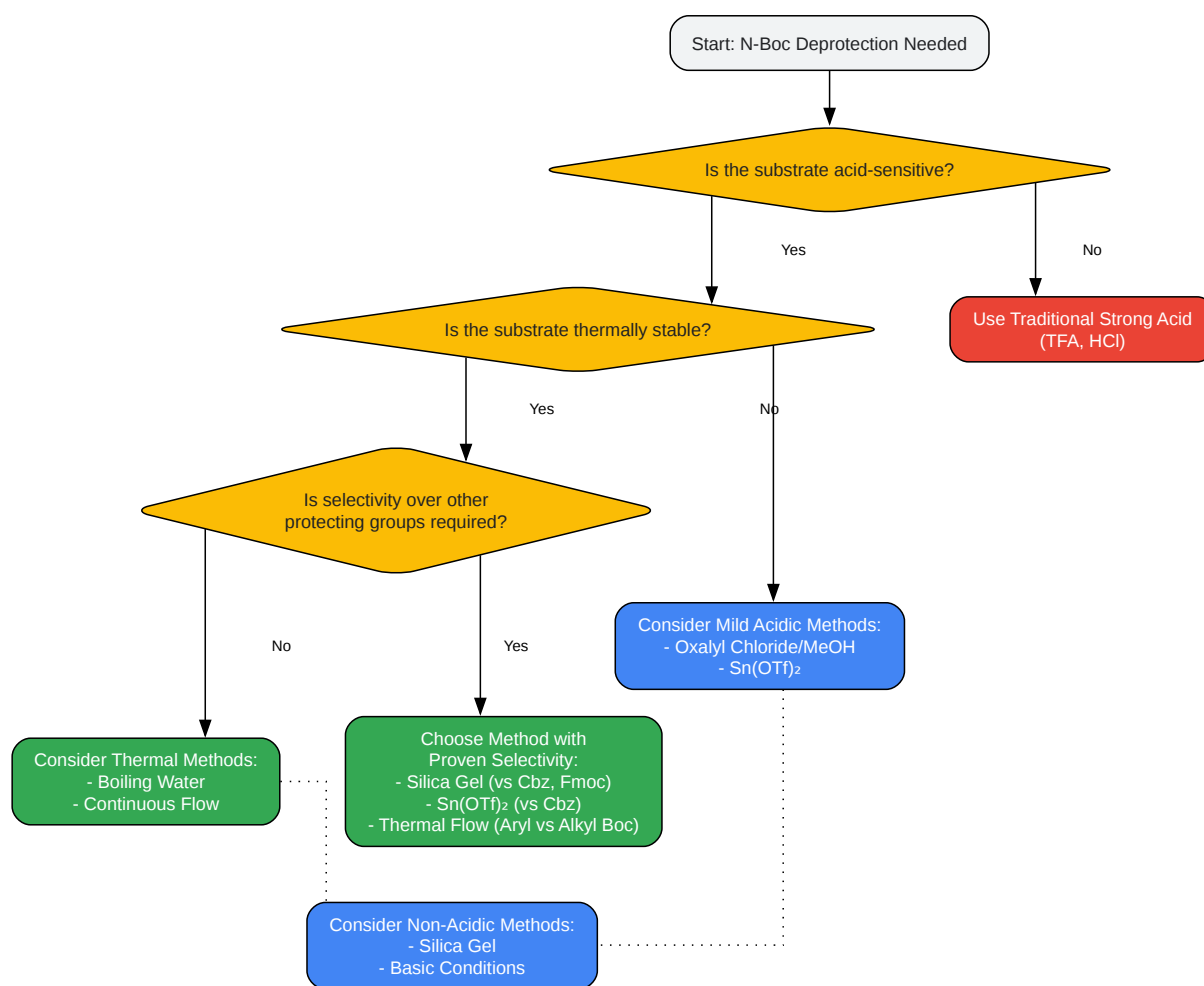 Start: N-Boc Deprotection Needed
Is the substrate acid-sensitive?
Yes
No
Is the substrate thermally stable?
Use Traditional Strong Acid
(TFA, HCl)
Yes
No
Is selectivity over other
protecting groups required?
No
Yes
Consider Mild Acidic Methods:
- Oxalyl Chloride/MeOH
- Sn(OTf)₂
Consider Thermal Methods:
- Boiling Water
- Continuous Flow
Choose Method with
Proven Selectivity:
- Silica Gel (vs Cbz, Fmoc)
- Sn(OTf)₂ (vs Cbz)
- Thermal Flow (Aryl vs Alkyl Boc)
Consider Non-Acidic Methods:
- Silica Gel
- Basic Conditions